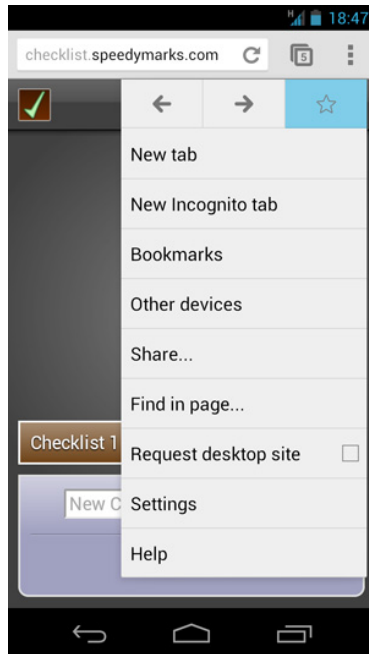 H 18:47
checklist.speedymarks.com 5
New tab
New Incognito tab
Bookmarks
Other devices
Share...
Find in page...
Checklist 1
Request desktop site
New C
Settings
Help